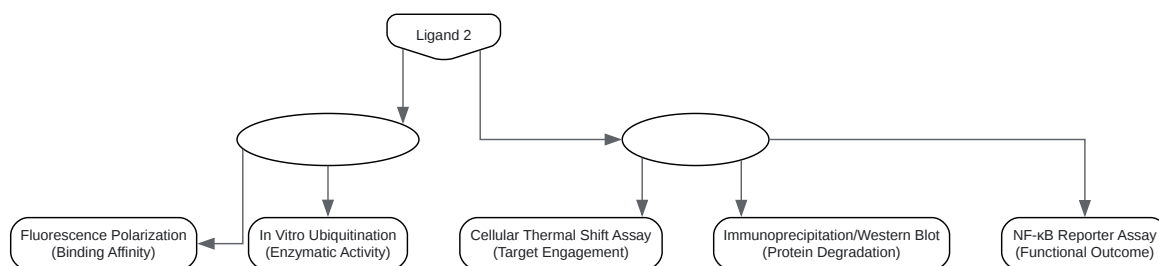 Ligand 2
Fluorescence Polarization
(Binding Affinity)
In Vitro Ubiquitination
(Enzymatic Activity)
Cellular Thermal Shift Assay
(Target Engagement)
Immunoprecipitation/Western Blot
(Protein Degradation)
NF-κB Reporter Assay
(Functional Outcome)